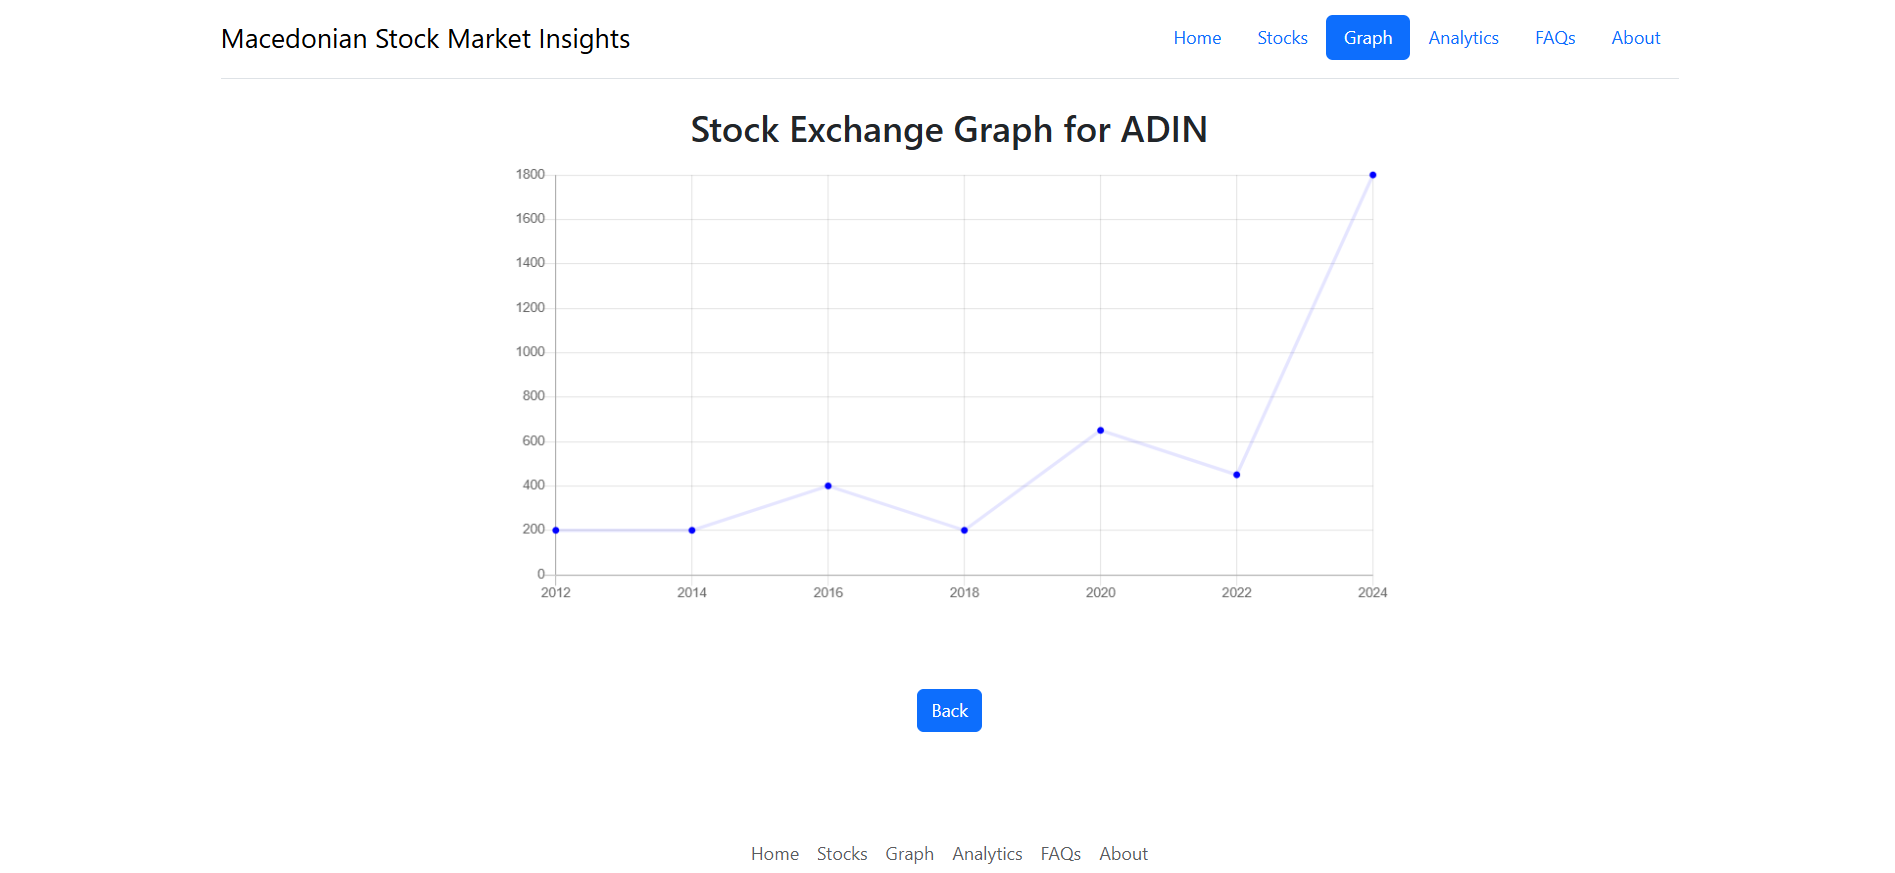 Macedonian Stock Market Insights
Home Stocks Graph Analytics FAQs About
Stock Exchange Graph for ADIN
1800
1600
1400
1200
1000
800
600
400
200
0
2012 2014 2016 2018 2020 2022 2024
Back
Home Stocks Graph Analytics FAQs About